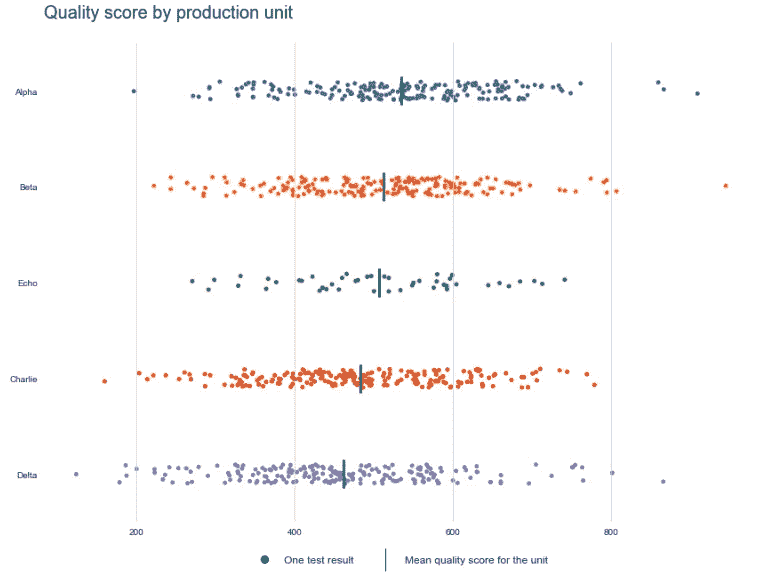 Quality score by production unit
Alpha
Beta
Echo
Charlie
Delta
200 400 600 800
One test result Mean quality score for the unit